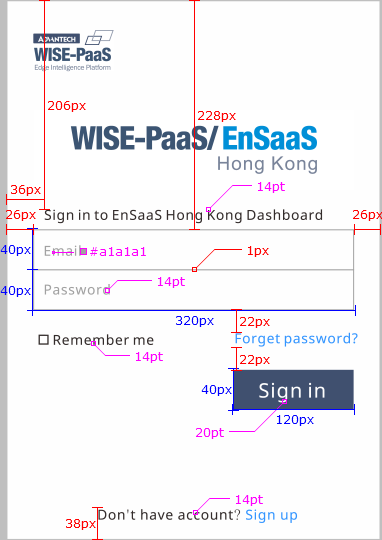 ADVANTECH
WISE-PaaS
Edge Intelligence Platform
206px
228px
WISE-PaaS/ EnSaaS
Hong Kong
36px
14pt
26px
Sign in to EnSaaS Hong Kong Dashboard
26px
40px
Email
#a1a1a1
1px
40px
Password
14pt
320px
22px
Remember me
Forget password?
14pt
22px
40px
Sign in
120px
20pt
14pt
38px
Don't have account? Sign up